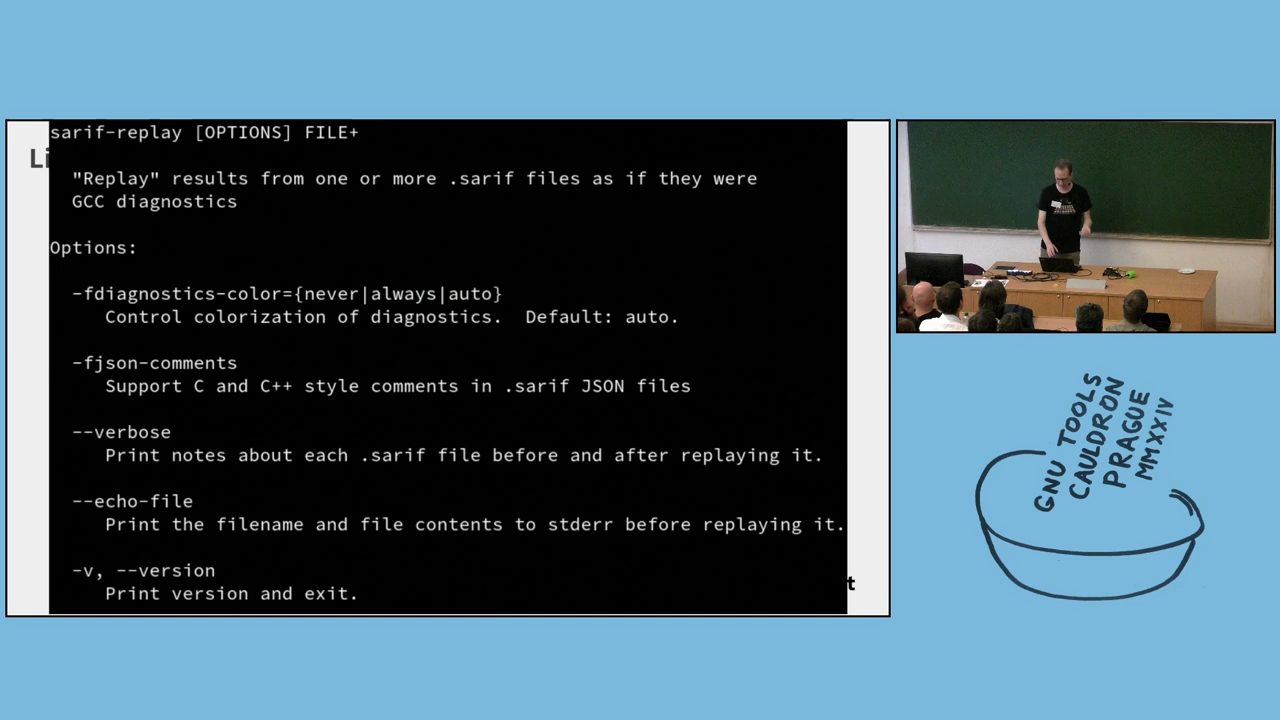 sarif-replay [OPTIONS] FILE+
Li
"Replay" results from one or more .sarif files as if they were
GCC diagnostics
Options:
-fdiagnostics-color={never|always|auto}
Control colorization of diagnostics.  Default: auto.
-fjson-comments
Support C and C++ style comments in .sarif JSON files
--verbose
Print notes about each .sarif file before and after replaying it.
--echo-file
Print the filename and file contents to stderr before replaying it.
-v, --version
t
Print version and exit.
GNU TOOLS
CAULDRON
PRAGUE
MMXXIV